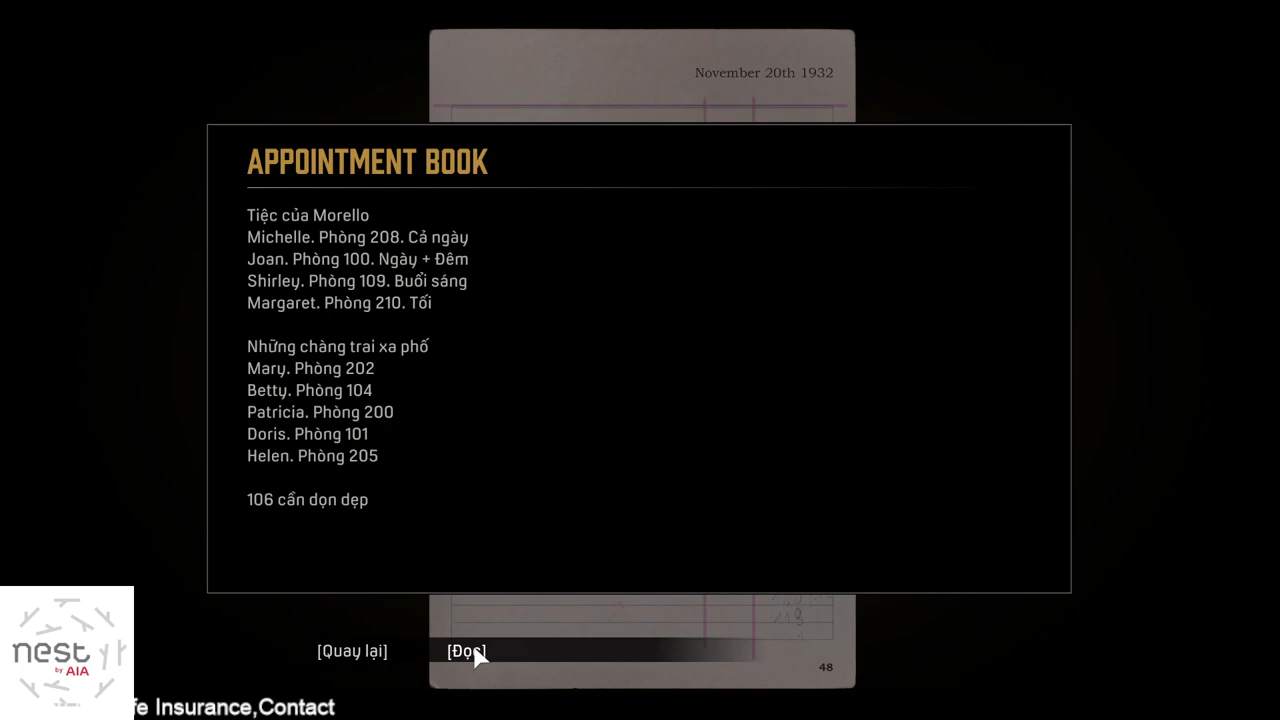 November 20th 1932
APPOINTMENT BOOK
Tiệc của Morello
Michelle. Phòng 208. Cả ngày
Joan. Phòng 100. Ngày + Đêm
Shirley. Phòng 109. Buổi sáng
Margaret. Phòng 210. Tối
Những chàng trai xa phố
Mary. Phòng 202
Betty. Phòng 104
Patricia. Phòng 200
Doris. Phòng 101
Helen. Phòng 205
106 cần dọn dẹp
[Quay lại] [Đọc]
48
nest
by AIA
fe Insurance,Contact